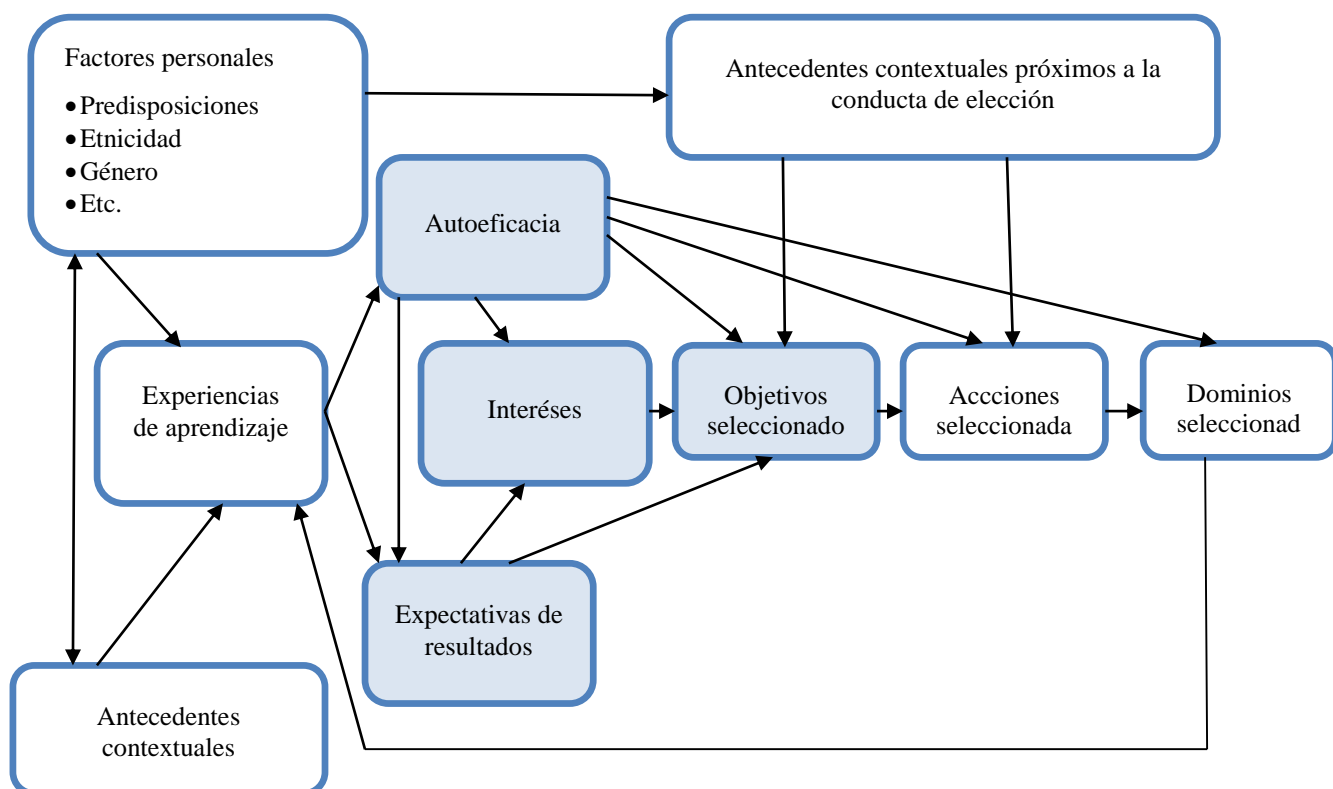 Factores personales
•Predisposiciones
•Etnicidad
•Género
•Etc.
Antecedentes contextuales próximos a la
conducta de elección
Autoeficacia
Experiencias
de aprendizaje
Interéses
Objetivos
seleccionado
Accciones
seleccionada
Dominios
seleccionad
Expectativas de
resultados
Antecedentes
contextuales